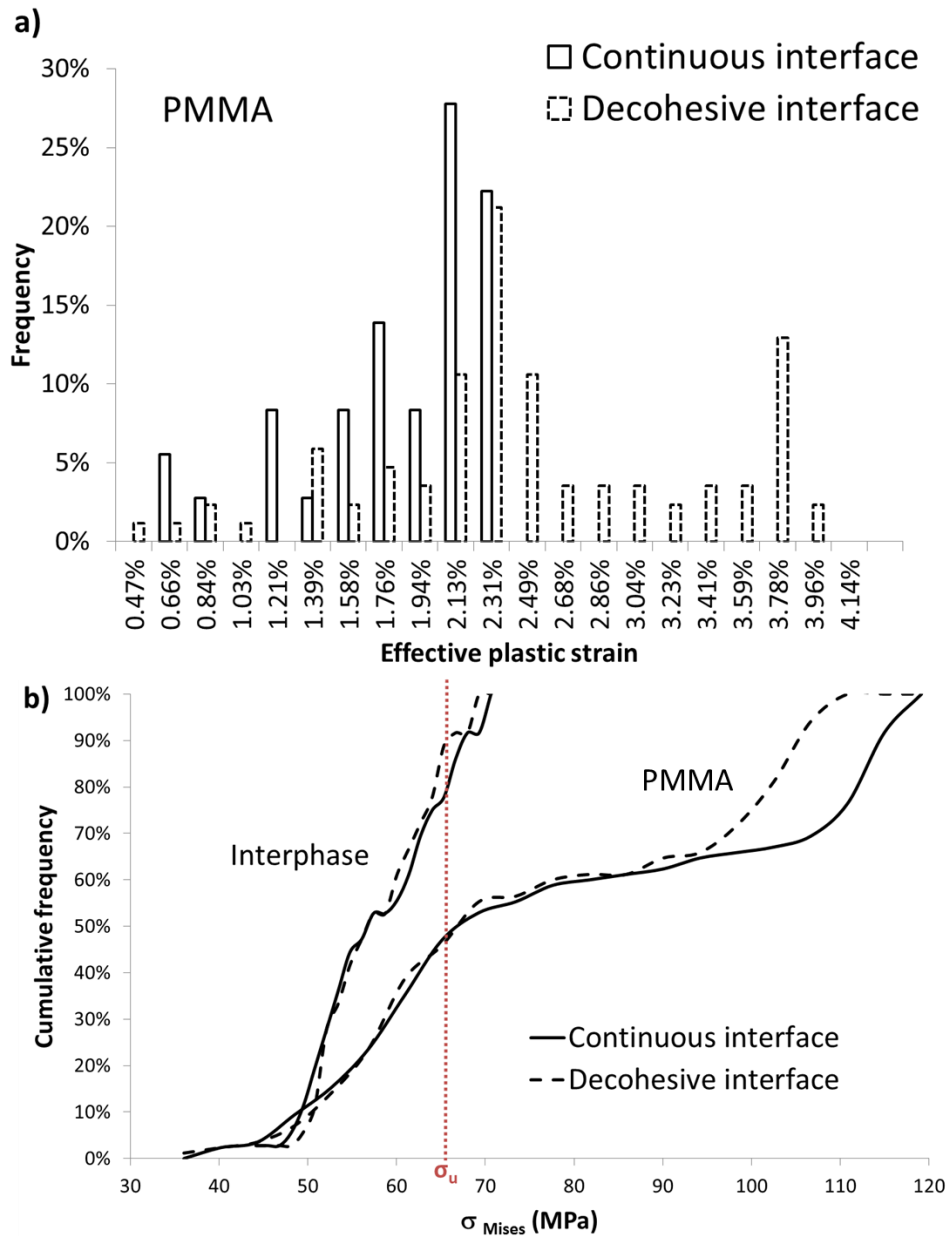 a)
Continuous interface
Decohesive interface
PMMA
30%
25%
20%
15%
10%
5%
0%
Frequency
0.47% 0.66% 0.84% 1.03% 1.21% 1.39% 1.58% 1.76% 1.94% 2.13% 2.31% 2.49% 2.68% 2.86% 3.04% 3.23% 3.41% 3.59% 3.78% 3.96% 4.14%
Effective plastic strain
b)
100%
90%
80%
70%
60%
50%
40%
30%
20%
10%
0%
Cumulative frequency
PMMA
Interphase
Continuous interface
Decohesive interface
30 40 50 60 70 80 90 100 110 120
σu
σ Mises (MPa)